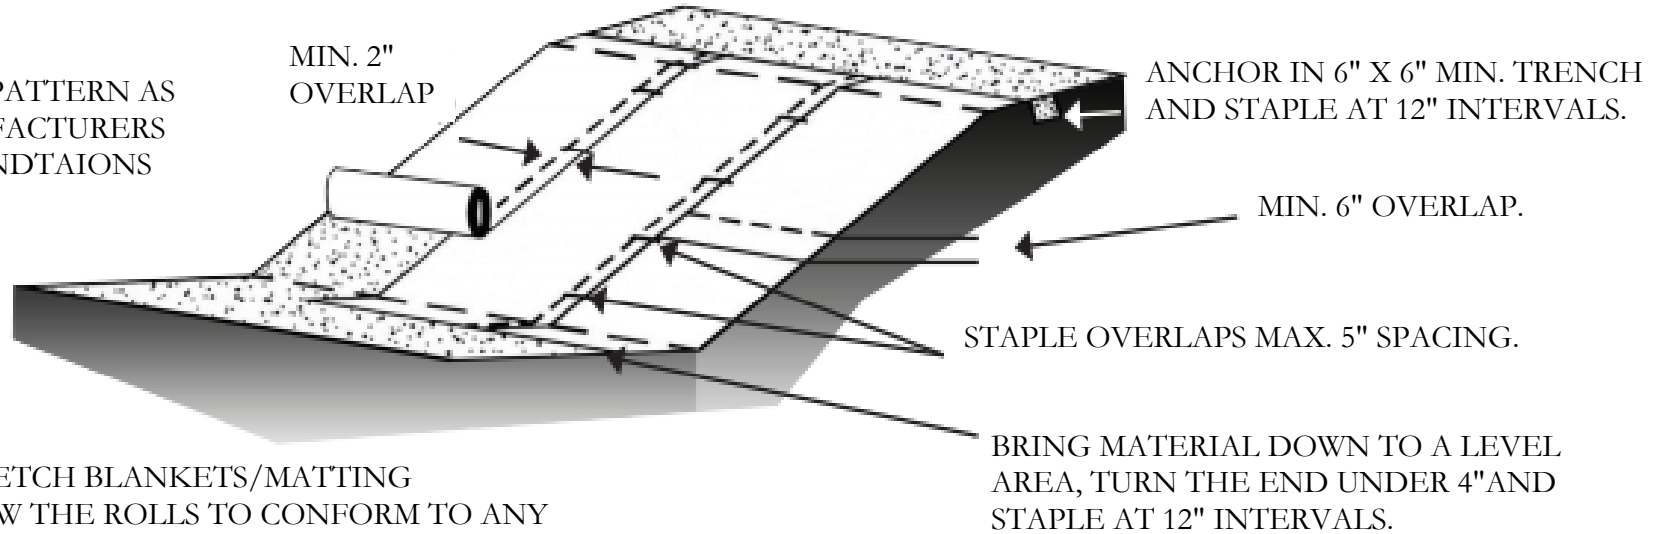 MIN. 2"
OVERLAP
PATTERN AS
FACTURERS
NDTAIONS
ANCHOR IN 6" X 6" MIN. TRENCH
AND STAPLE AT 12" INTERVALS.
MIN. 6" OVERLAP.
STAPLE OVERLAPS MAX. 5" SPACING.
BRING MATERIAL DOWN TO A LEVEL
AREA, TURN THE END UNDER 4"AND
STAPLE AT 12" INTERVALS.
ETCH BLANKETS/MATTING
W THE ROLLS TO CONFORM TO ANY